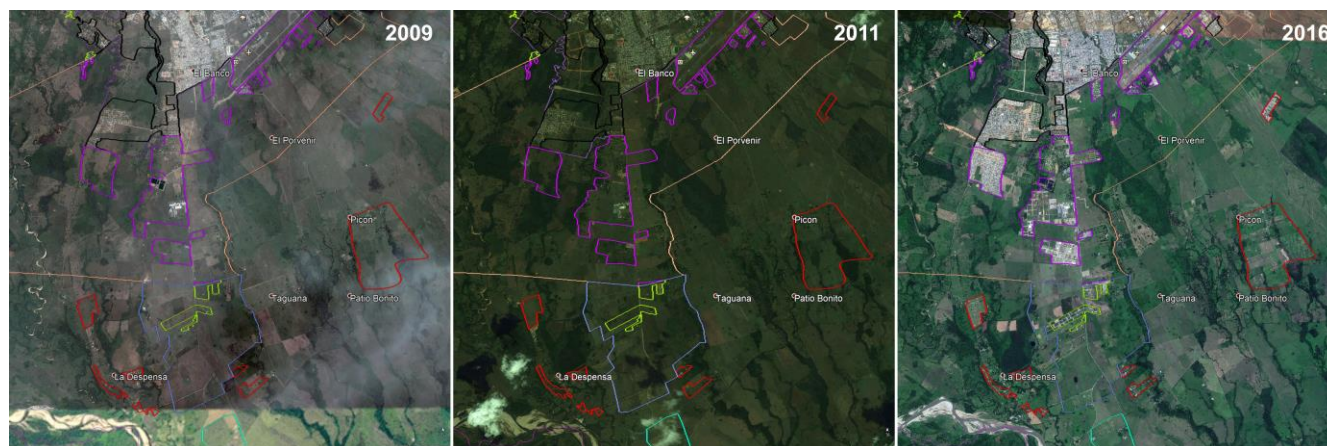 2009
El Banco
El Porvenir
Picon
Taguana
Patio Bonito
La Despensa
2011
El Banco
El Porvenir
Picon
Taguana
Patio Bonito
La Despensa
2016
El Banco
El Porvenir
Picon
Taguana
Patio Bonito
La Despensa